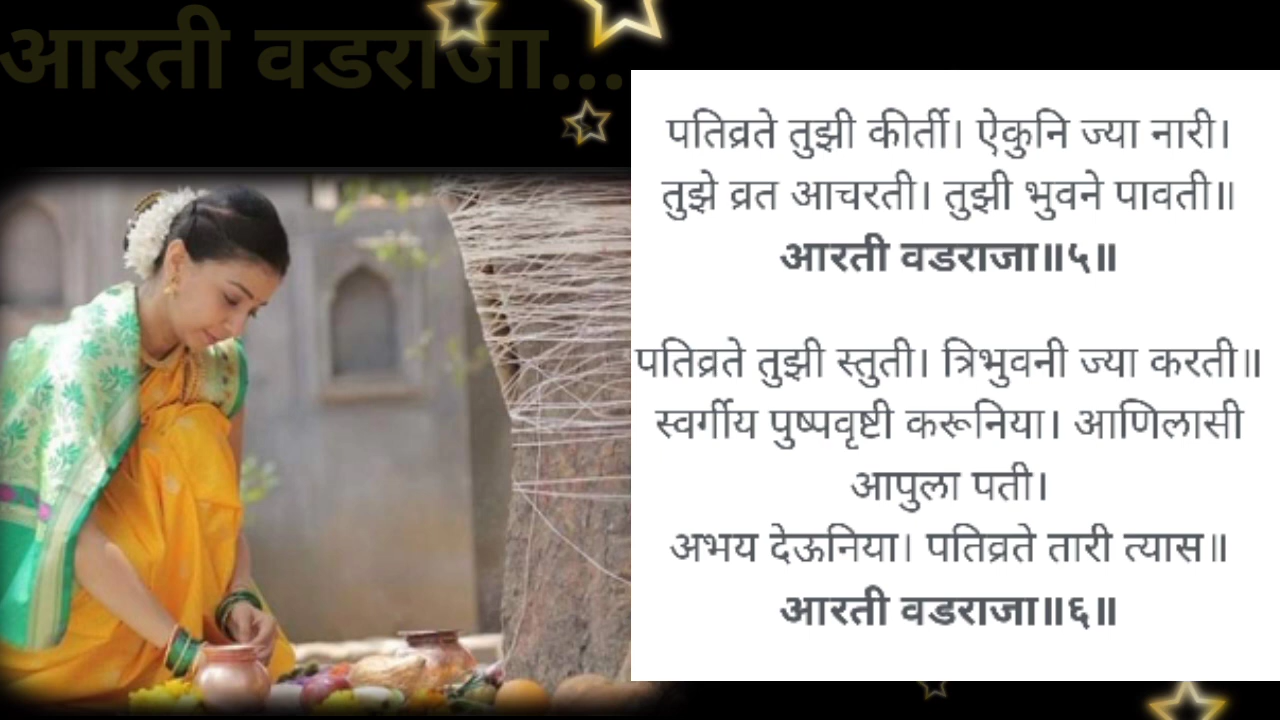 आरती वडराजा...
पतिव्रते तुझी कीर्ती। ऐकुनि ज्या नारी।
तुझे व्रत आचरती। तुझी भुवने पावती॥
आरती वडराजा॥५॥
पतिव्रते तुझी स्तुती। त्रिभुवनी ज्या करती॥
स्वर्गीय पुष्पवृष्टी करूनिया। आणिलासी
आपुला पती।
अभय देऊनिया। पतिव्रते तारी त्यास॥
आरती वडराजा॥६॥